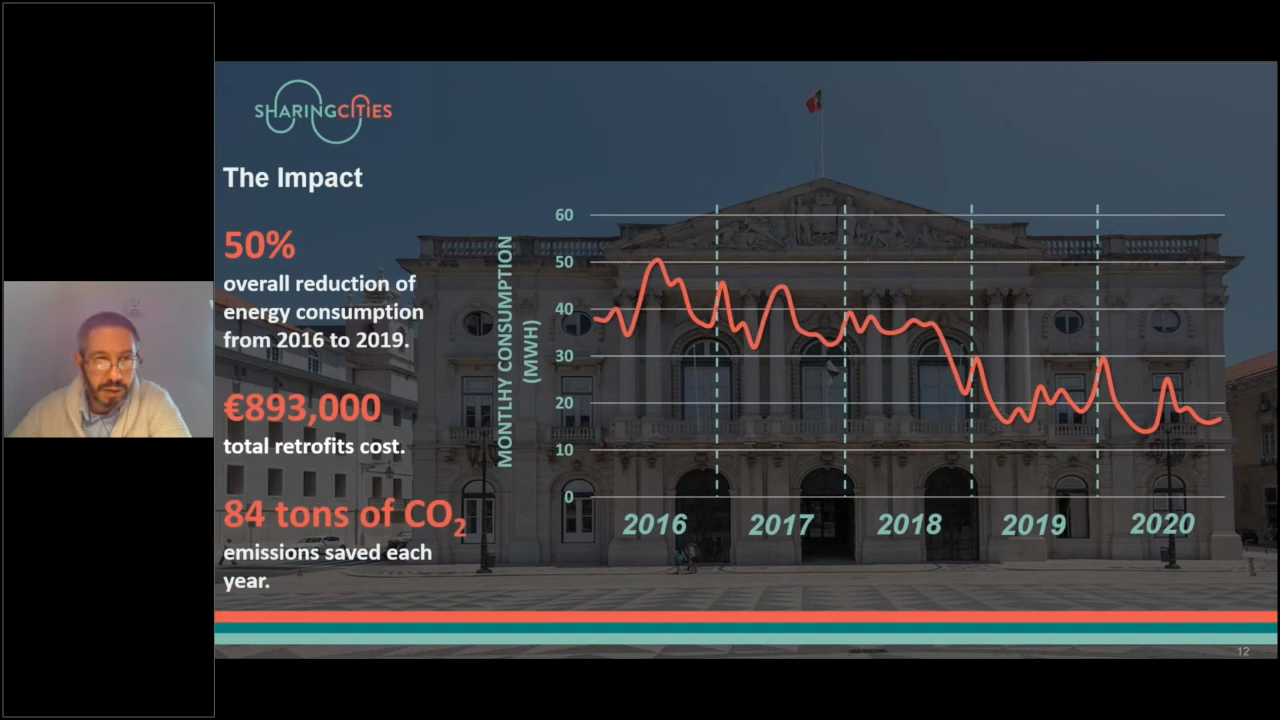 SHARINGCITIES
The Impact
50%
overall reduction of
energy consumption
from 2016 to 2019.
€893,000
total retrofits cost.
84 tons of CO2
emissions saved each
year.
MONTLHY CONSUMPTION
(MWH)
60
50
40
30
20
10
0
2016
2017
2018
2019
2020
12